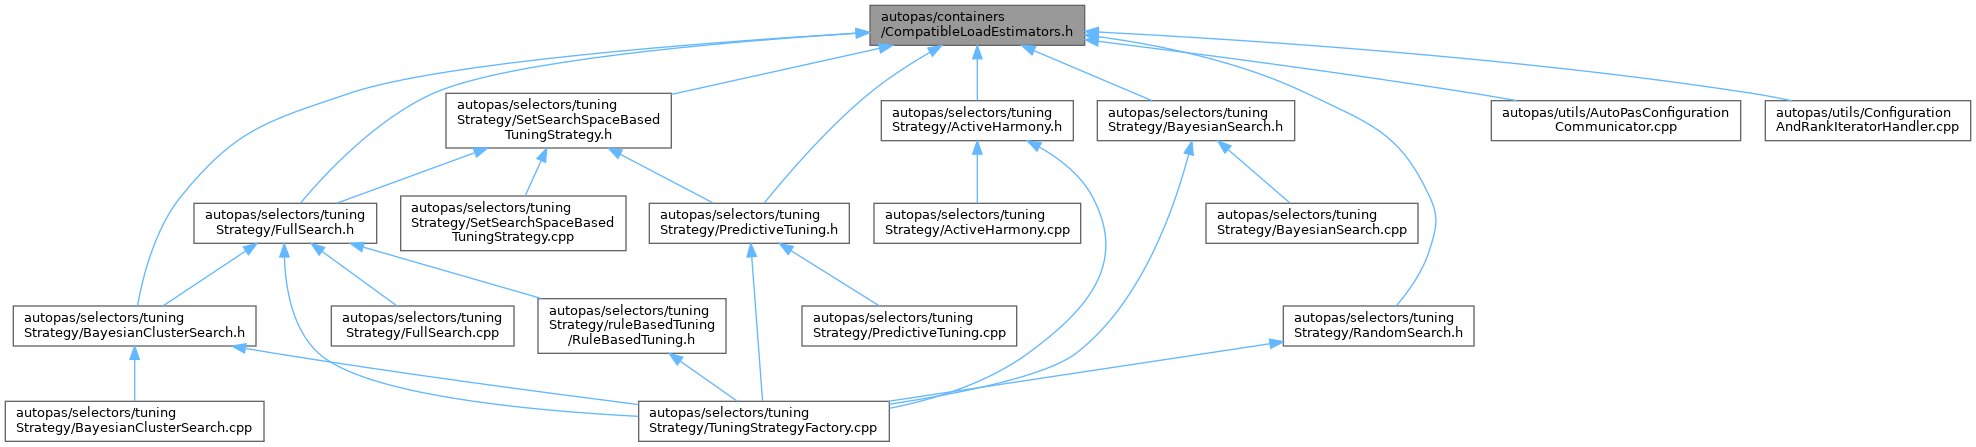 autopas/containers
/CompatibleLoadEstimators.h
autopas/selectors/tuning
Strategy/SetSearchSpaceBased
TuningStrategy.h
autopas/selectors/tuning
Strategy/ActiveHarmony.h
autopas/selectors/tuning
Strategy/BayesianSearch.h
autopas/utils/AutoPasConfiguration
Communicator.cpp
autopas/utils/Configuration
AndRankIteratorHandler.cpp
autopas/selectors/tuning
Strategy/FullSearch.h
autopas/selectors/tuning
Strategy/SetSearchSpaceBased
TuningStrategy.cpp
autopas/selectors/tuning
Strategy/PredictiveTuning.h
autopas/selectors/tuning
Strategy/ActiveHarmony.cpp
autopas/selectors/tuning
Strategy/BayesianSearch.cpp
autopas/selectors/tuning
Strategy/BayesianClusterSearch.h
autopas/selectors/tuning
Strategy/FullSearch.cpp
autopas/selectors/tuning
Strategy/ruleBasedTuning
/RuleBasedTuning.h
autopas/selectors/tuning
Strategy/PredictiveTuning.cpp
autopas/selectors/tuning
Strategy/RandomSearch.h
autopas/selectors/tuning
Strategy/BayesianClusterSearch.cpp
autopas/selectors/tuning
Strategy/TuningStrategyFactory.cpp